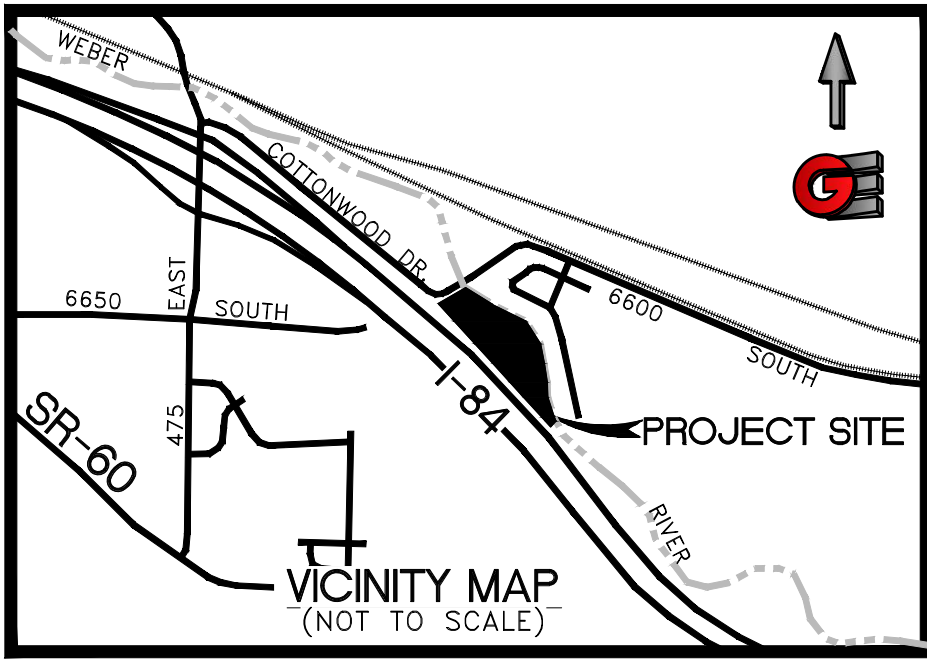 WEBER
COTTONWOOD DR.
GE
6650
EAST
SOUTH
6600
SOUTH
475
I-84
SR-60
PROJECT SITE
RIVER
VICINITY MAP
(NOT TO SCALE)